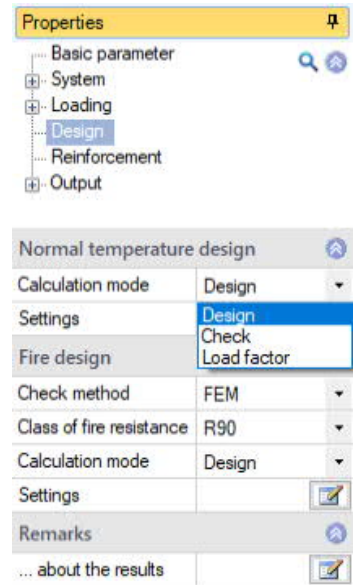 Properties
Basic parameter
System
Loading
Design
Reinforcement
Output
Normal temperature design
Calculation mode Design
Settings Design
Check
Fire design Load factor
Check method FEM
Class of fire resistance R90
Calculation mode Design
Settings
Remarks
... about the results